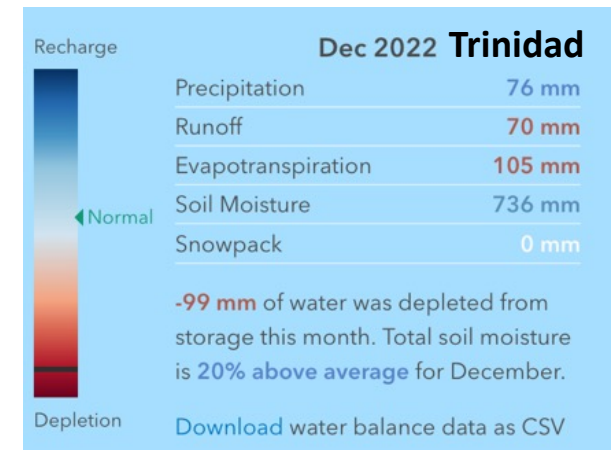 Recharge
Dec 2022 Trinidad
Precipitation 76 mm
Runoff 70 mm
Evapotranspiration 105 mm
Normal
Soil Moisture 736 mm
Snowpack 0 mm
-99 mm of water was depleted from
storage this month. Total soil moisture
is 20% above average for December.
Depletion
Download water balance data as CSV